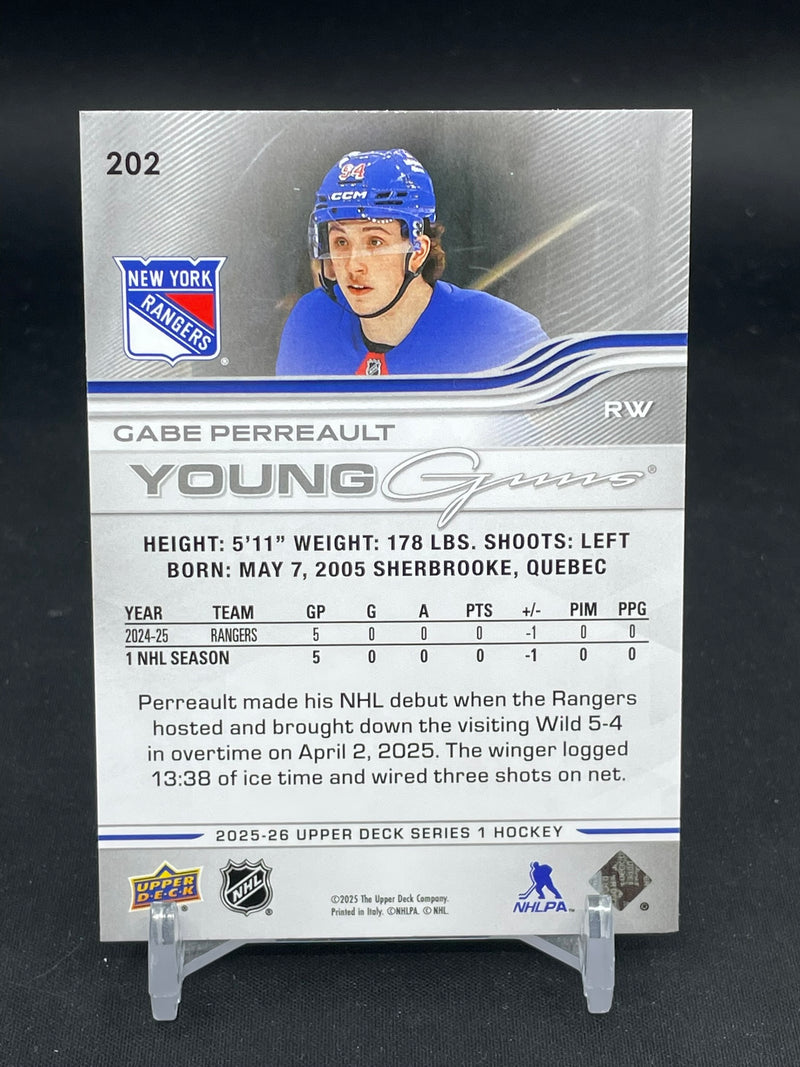 202
94
CCM
NEW YORK
RANGERS
®
RW
GABE PERREAULT
YOUNG Guns®
HEIGHT: 5'11" WEIGHT: 178 LBS. SHOOTS: LEFT
BORN: MAY 7, 2005 SHERBROOKE, QUEBEC
YEAR TEAM GP G A PTS +/- PIM PPG
2024-25 RANGERS 5 0 0 0 -1 0 0
1 NHL SEASON 5 0 0 0 -1 0 0
Perreault made his NHL debut when the Rangers
hosted and brought down the visiting Wild 5-4
in overtime on April 2, 2025. The winger logged
13:38 of ice time and wired three shots on net.
2025-26 UPPER DECK SERIES 1 HOCKEY
UPPER
D·E·C·K
®
NHL
®
©2025 The Upper Deck Company.
Printed in Italy. ©NHLPA. © NHL.
NHLPA™
©